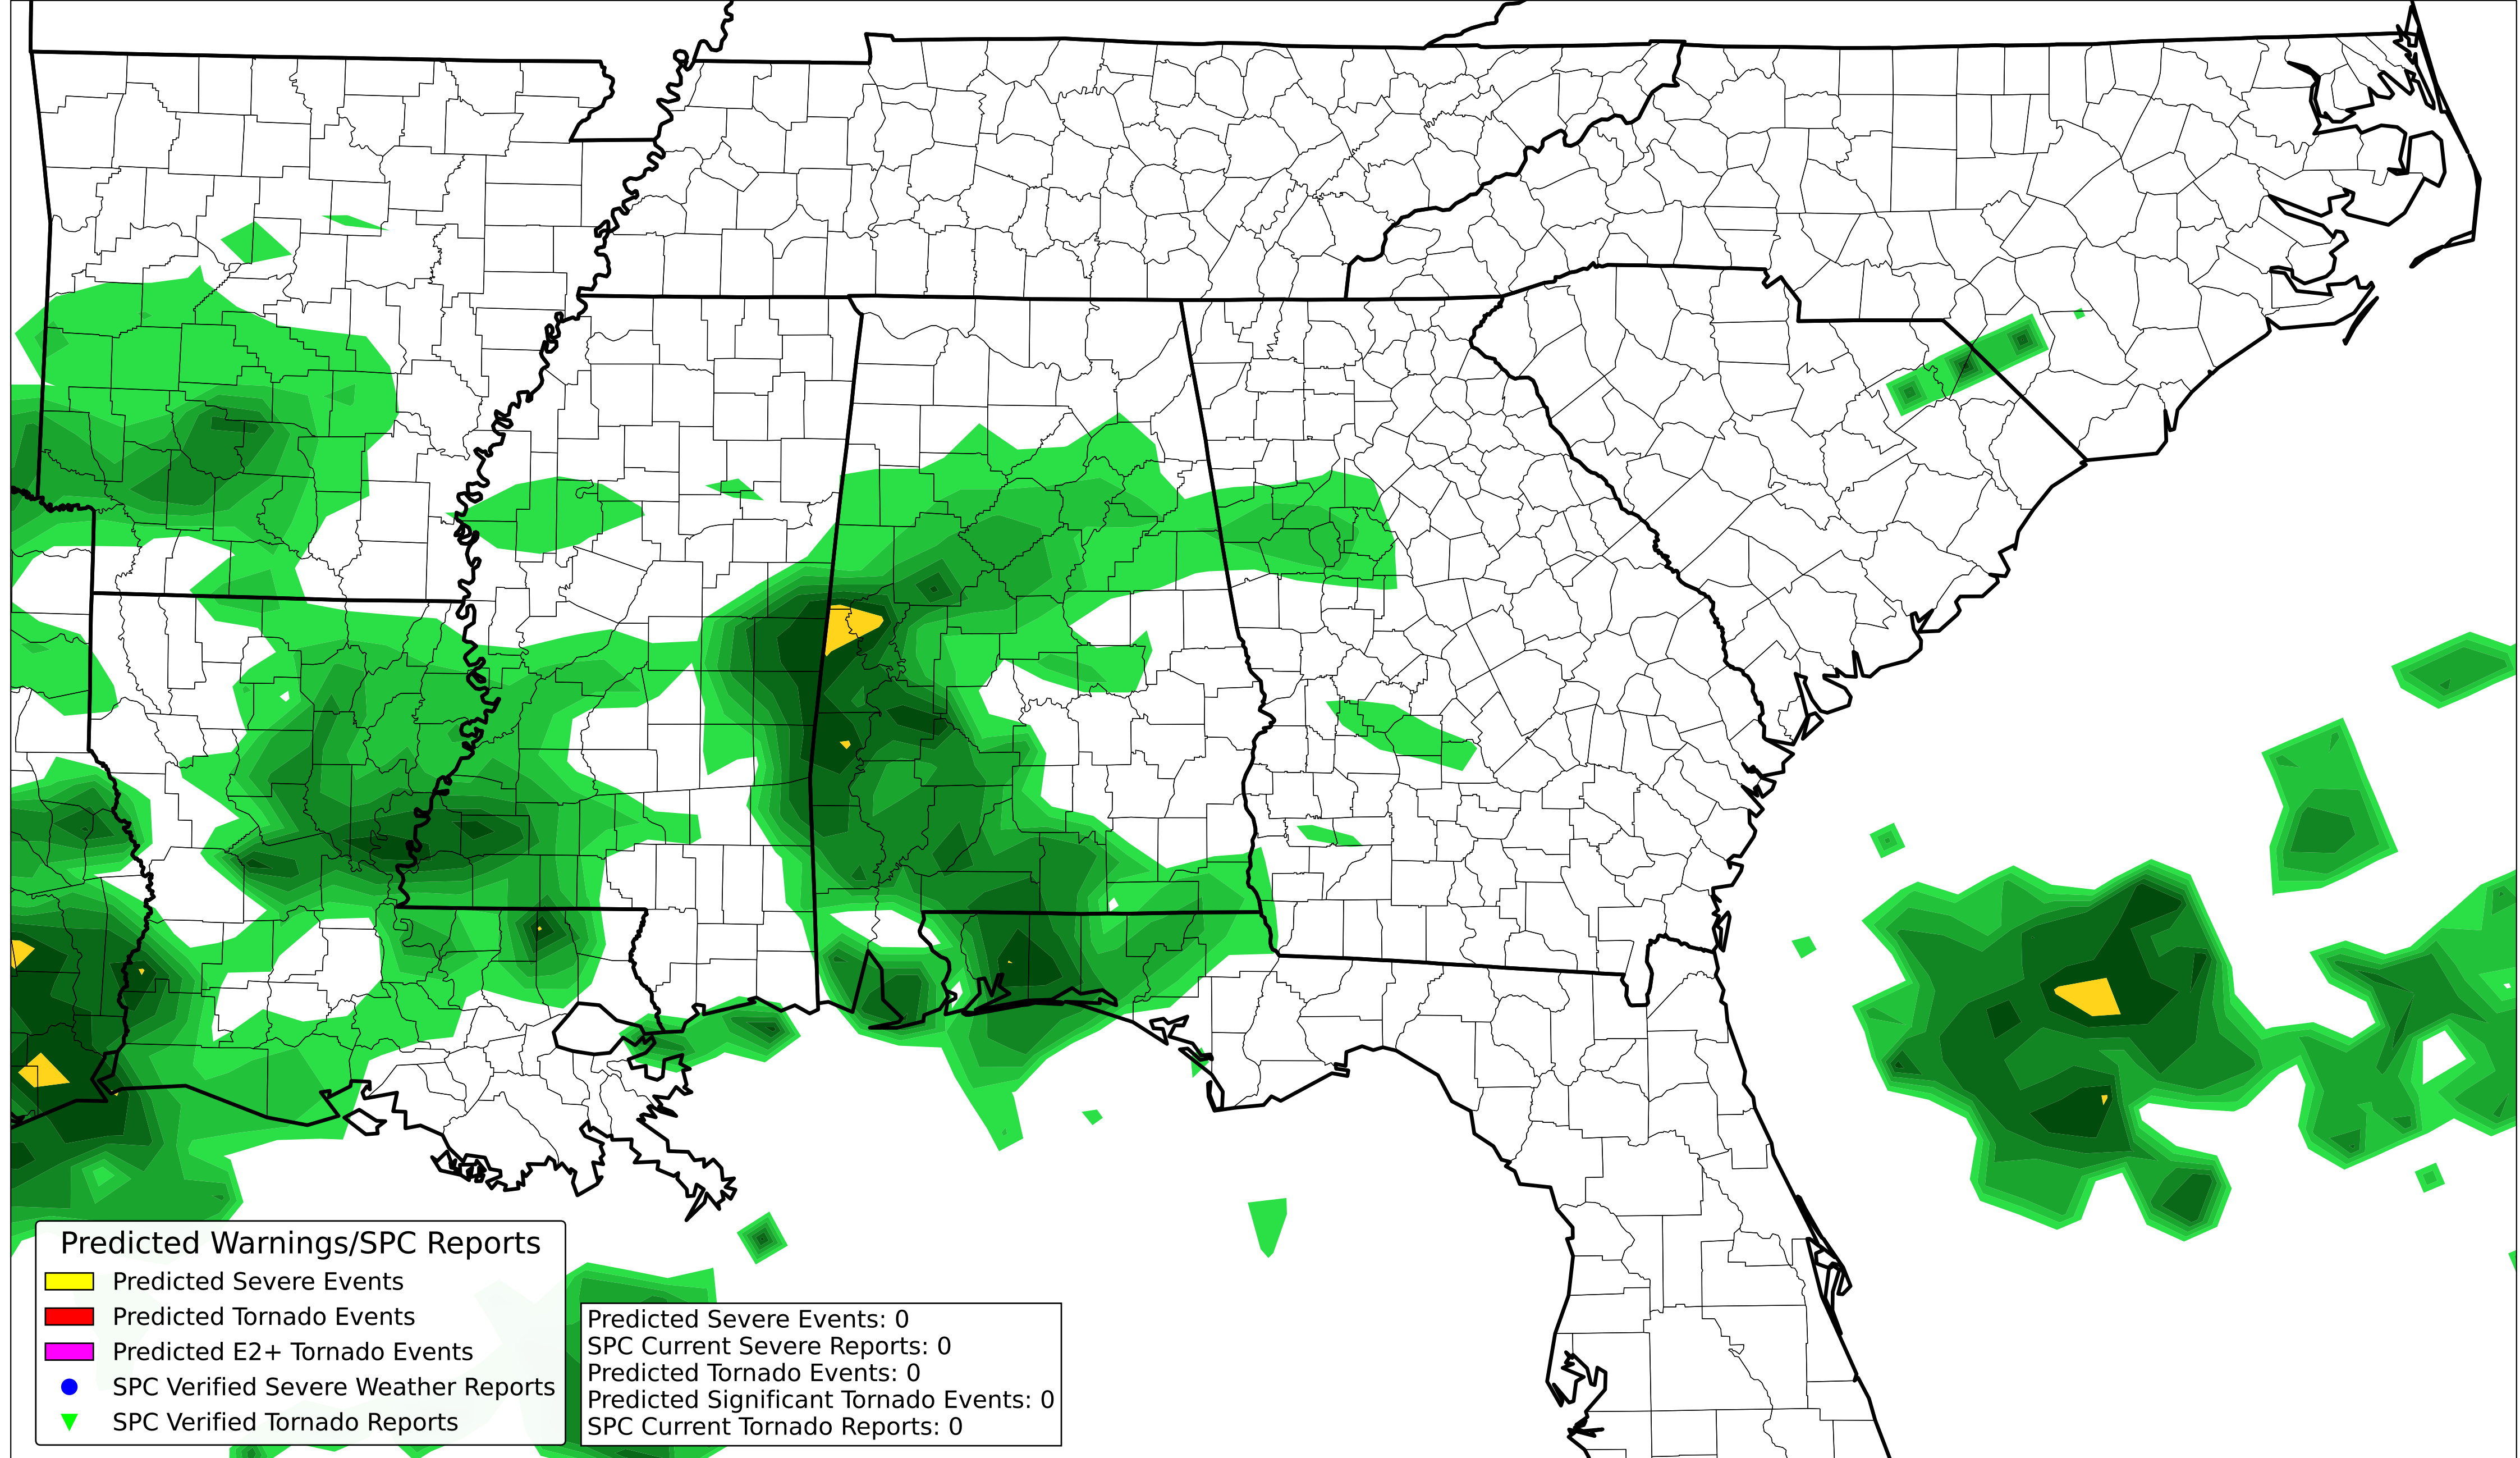 Predicted Warnings/SPC Reports
Predicted Severe Events
Predicted Tornado Events
Predicted E2+ Tornado Events
SPC Verified Severe Weather Reports
SPC Verified Tornado Reports
Predicted Severe Events: 0
SPC Current Severe Reports: 0
Predicted Tornado Events: 0
Predicted Significant Tornado Events: 0
SPC Current Tornado Reports: 0